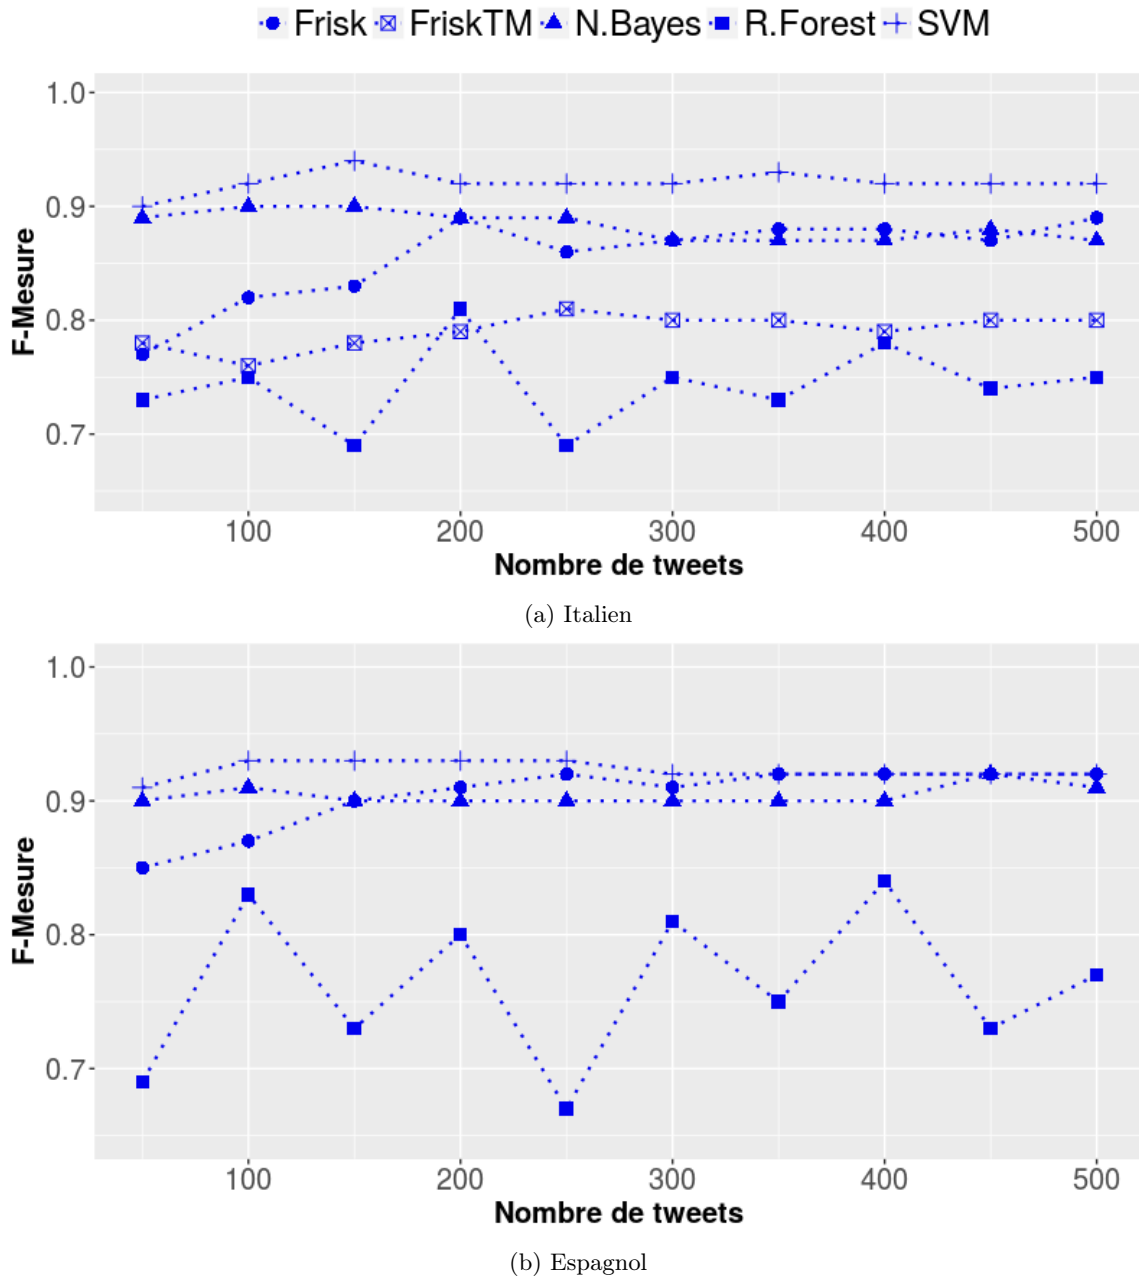 Frisk FriskTM N.Bayes R.Forest SVM
1.0
0.9
0.8
0.7
F-Mesure
100 200 300 400 500
Nombre de tweets
(a) Italien
1.0
0.9
0.8
0.7
F-Mesure
100 200 300 400 500
Nombre de tweets
(b) Espagnol